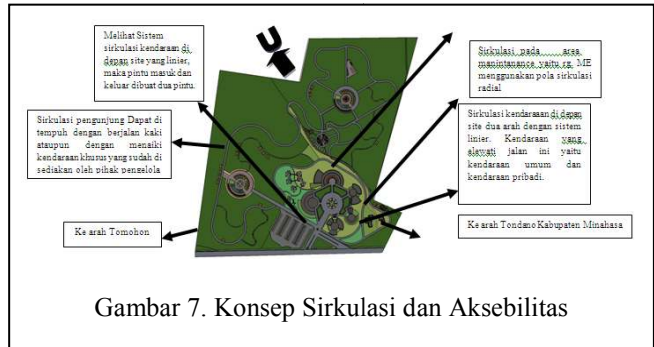 Melihat Sistem
sirkulasi kendaraan di
depan site yang linier,
maka pintu masuk dan
keluar dibuat dua pintu.
Sirkulasi pengunjung Dapat di
tempuh dengan berjalan kaki
ataupun dengan menaiki
kendaraan khusus yang sudah di
sediakan oleh pihak pengelola
Ke arah Tomohon
U
Sirkulasi pada area
manintanance yaitu rg. ME
menggunakan pola sirkulasi
radial
Sirkulasi kendaraaan di depan
site dua arah dengan sistem
linier. Kendaraan yang
elewati jalan ini yaitu
kendaraan umum dan
kendaraan pribadi.
Ke arah Tondano Kabupaten Minahasa
Gambar 7. Konsep Sirkulasi dan Aksebilitas